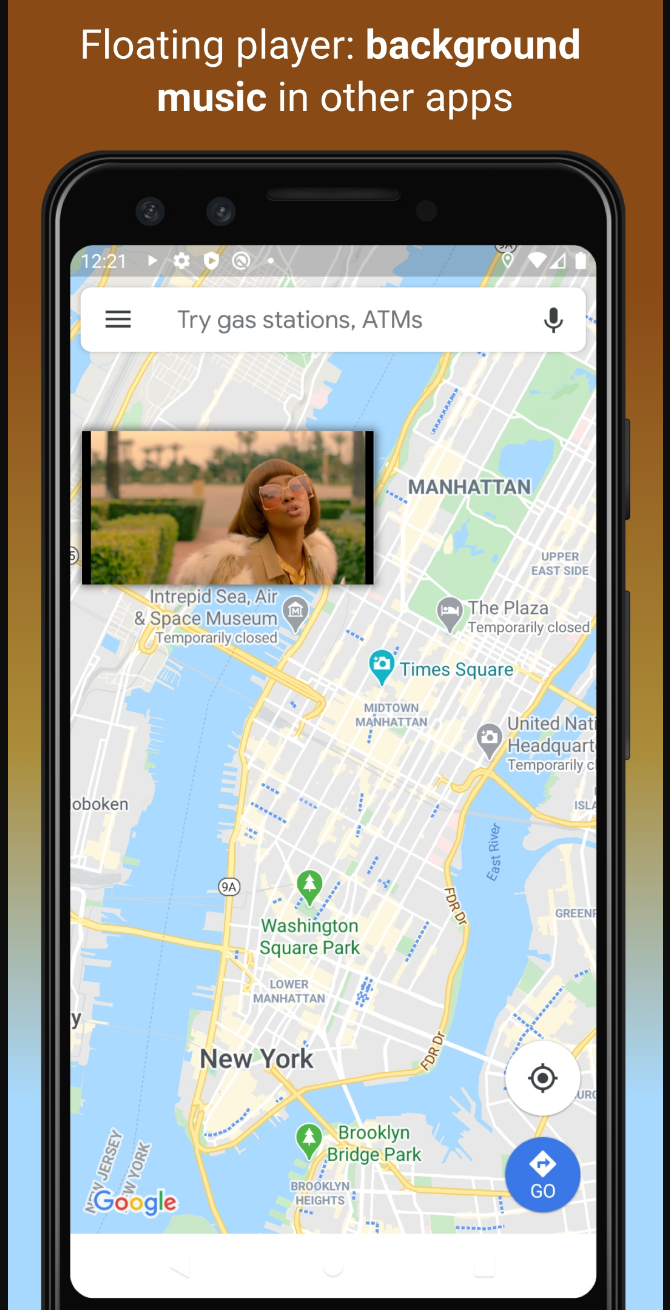 Floating player: background
music in other apps
12:21
9A
Try gas stations, ATMs
MANHATTAN
UPPER
EAST SIDE
Intrepid Sea, Air
& Space Museum
Temporarily closed
The Plaza
Temporarily closed
Times Square
MIDTOWN
MANHATTAN
United Nati
Headquart
Temporarily c
oboken
ISLA
East River
9A
FDR Dr
Washington
Square Park
GREENP
LOWER
MANHATTAN
y
New York
FDR Dr
URG
Brooklyn
Bridge Park
NEW JERSEY
NEW YORK
BROOKLYN
HEIGHTS
Google
GO